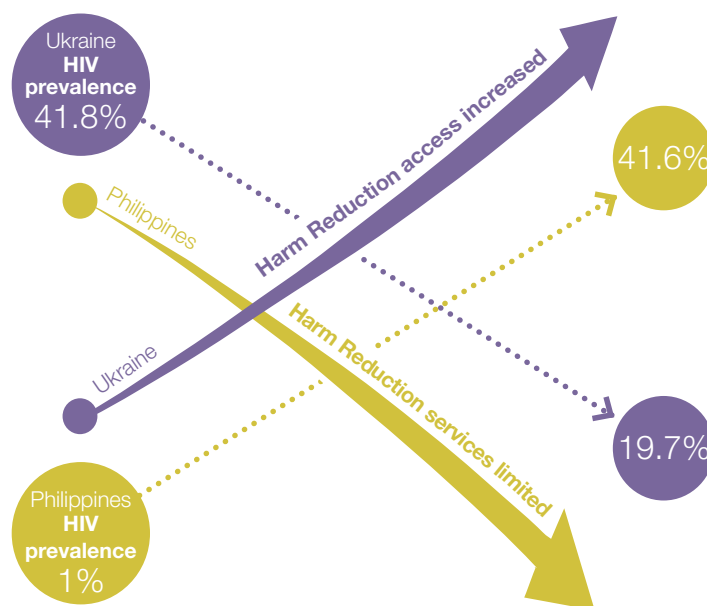 Ukraine
HIV
prevalence
41.8%
Harm Reduction access increased
41.6%
Philippines
Harm Reduction services limited
Ukraine
19.7%
Philippines
HIV
prevalence
1%